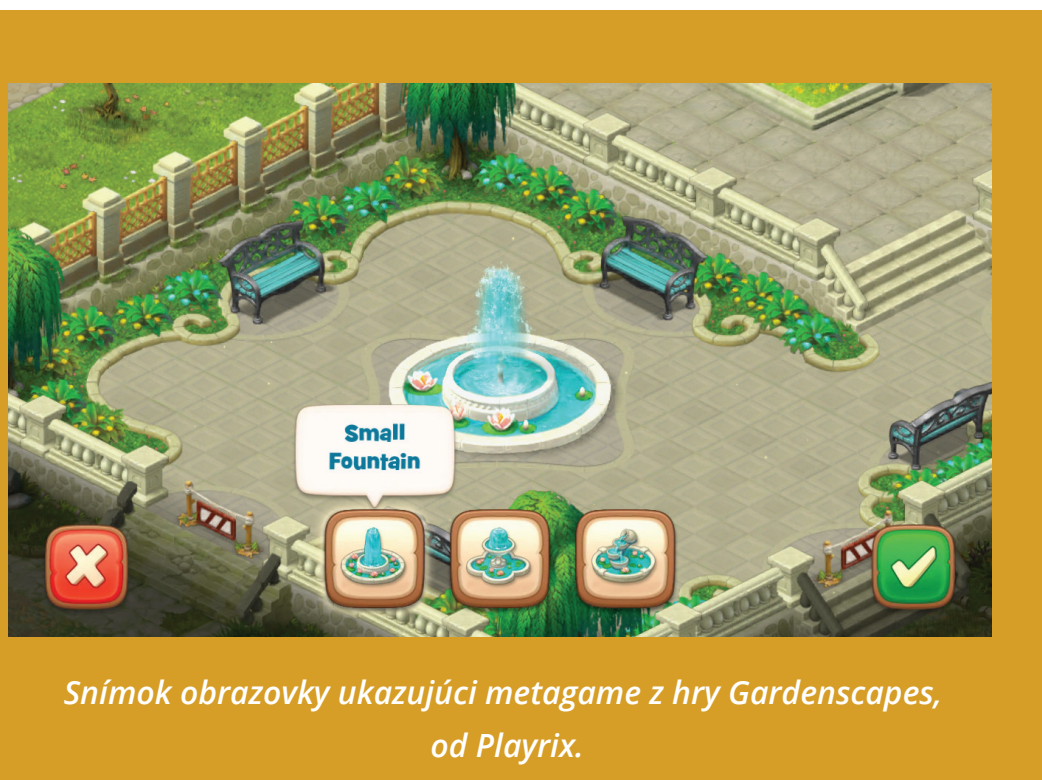 Small
Fountain
Snímok obrazovky ukazujúci metagame z hry Gardenscapes,
od Playrix.